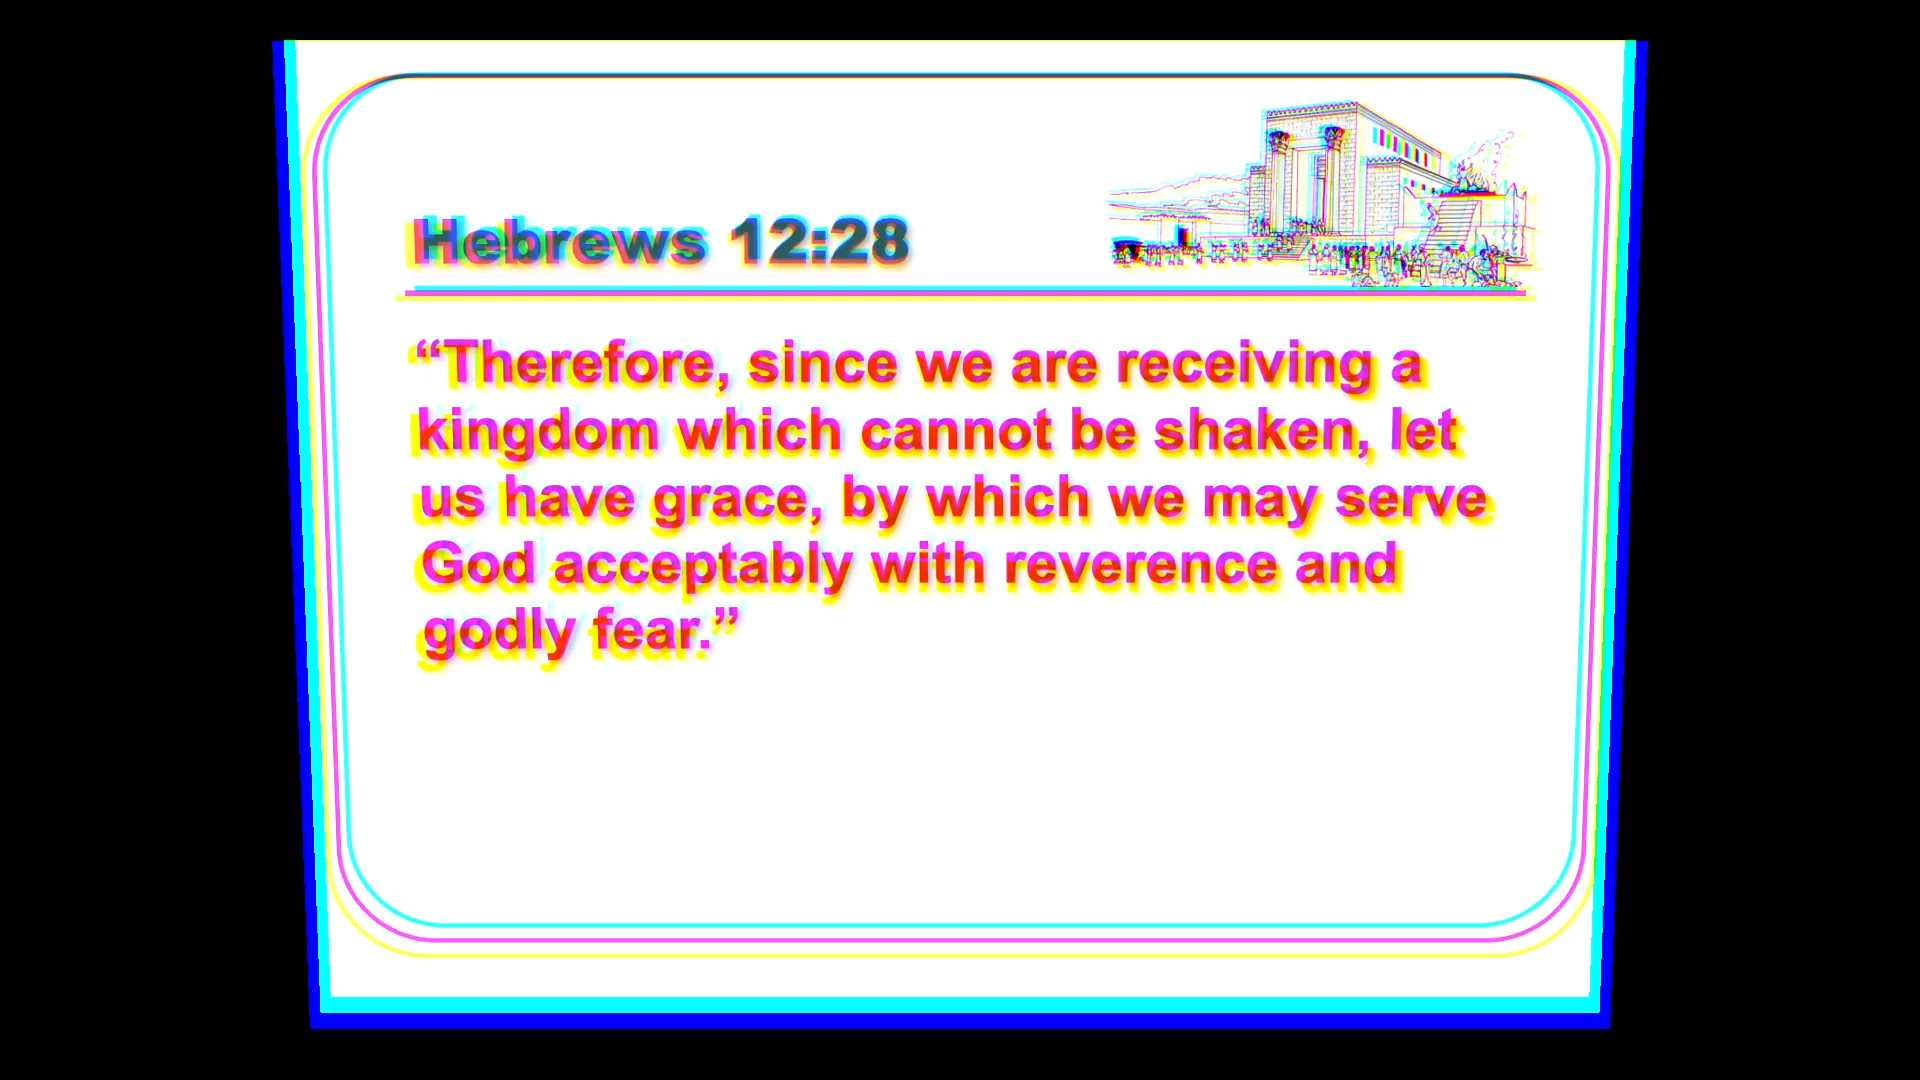 Hebrews 12:28
“Therefore, since we are receiving a
kingdom which cannot be shaken, let
us have grace, by which we may serve
God acceptably with reverence and
godly fear.”